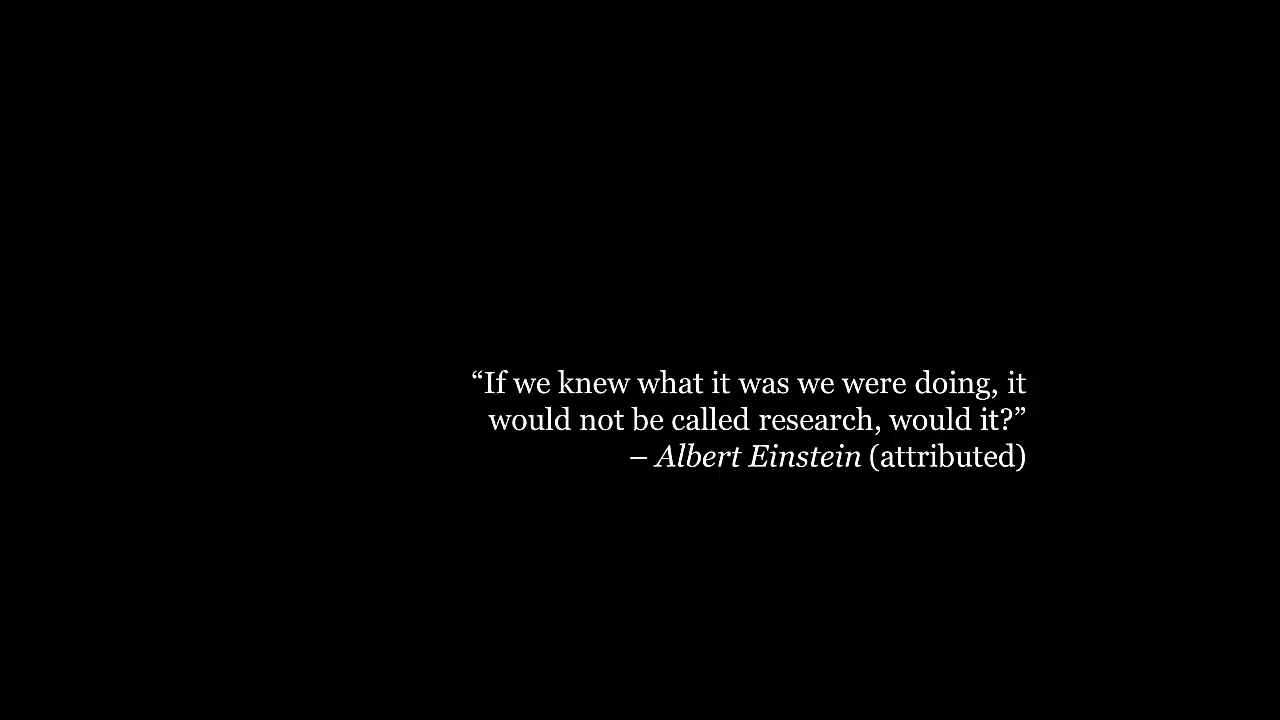 “If we knew what it was we were doing, it
would not be called research, would it?”
– Albert Einstein (attributed)